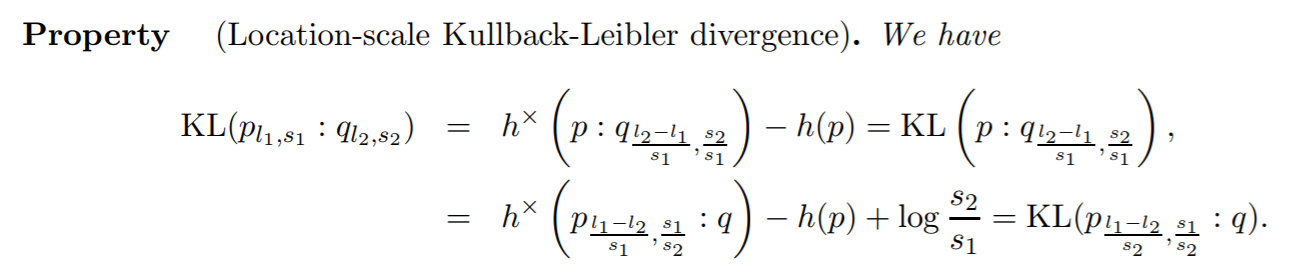 Property (Location-scale Kullback-Leibler divergence). We have
KL(p_{l_1,s_1} : q_{l_2,s_2}) = h^× ( p : q_{\frac{l_2−l_1}{s_1}, \frac{s_2}{s_1}} ) − h(p) = KL ( p : q_{\frac{l_2−l_1}{s_1}, \frac{s_2}{s_1}} ) ,
= h^× ( p_{\frac{l_1−l_2}{s_1}, \frac{s_1}{s_2}} : q ) − h(p) + log \frac{s_2}{s_1} = KL(p_{\frac{l_1−l_2}{s_2}, \frac{s_1}{s_2}} : q).